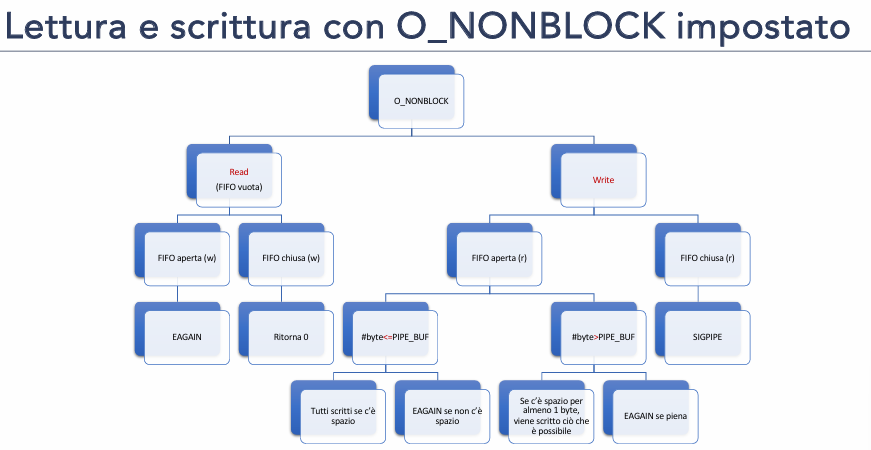 Lettura e scrittura con O_NONBLOCK impostato
O_NONBLOCK
Read
(FIFO vuota)
Write
FIFO aperta (w)
FIFO chiusa (w)
FIFO aperta (r)
FIFO chiusa (r)
EAGAIN
Ritorna 0
#byte<=PIPE_BUF
#byte>PIPE_BUF
SIGPIPE
Tutti scritti se c'è
spazio
EAGAIN se non c'è
spazio
Se c'è spazio per
almeno 1 byte,
viene scritto ciò che
è possibile
EAGAIN se piena